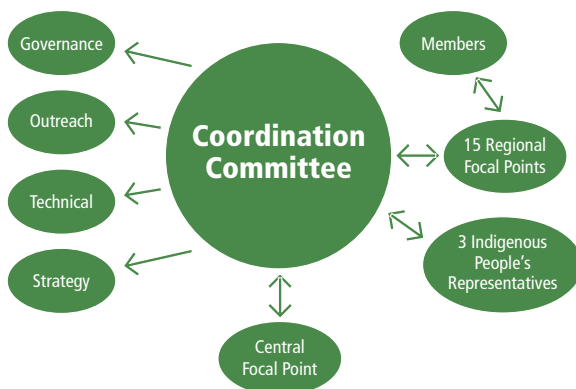 Governance
Outreach
Technical
Strategy
Coordination
Committee
Members
15 Regional
Focal Points
3 Indigenous
People’s
Representatives
Central
Focal Point